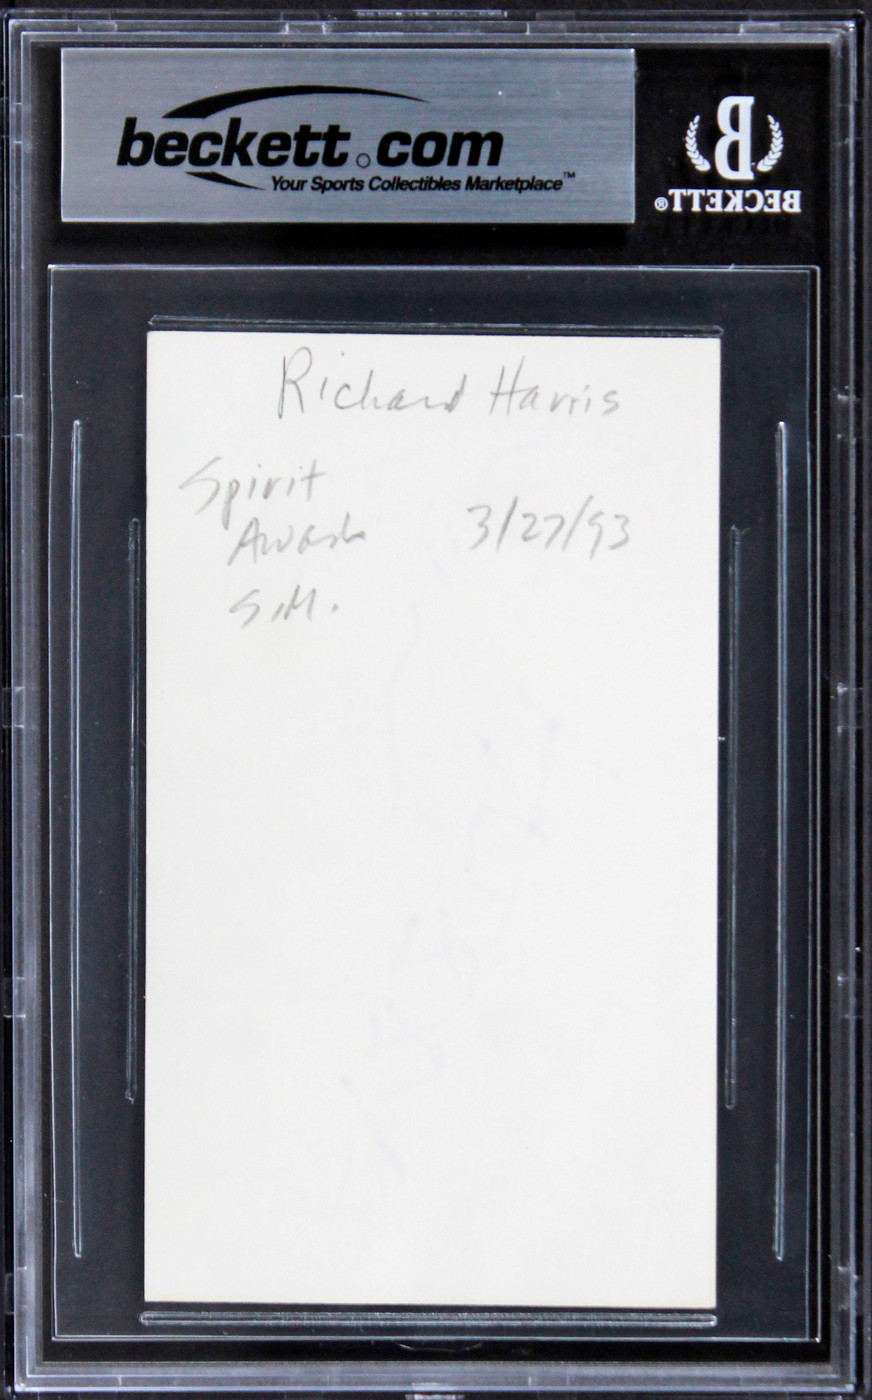 beckett.com
Your Sports Collectibles Marketplace™
B
BECKETT®
Richard Harris
Spirit
Awards 3/27/93
S.M.